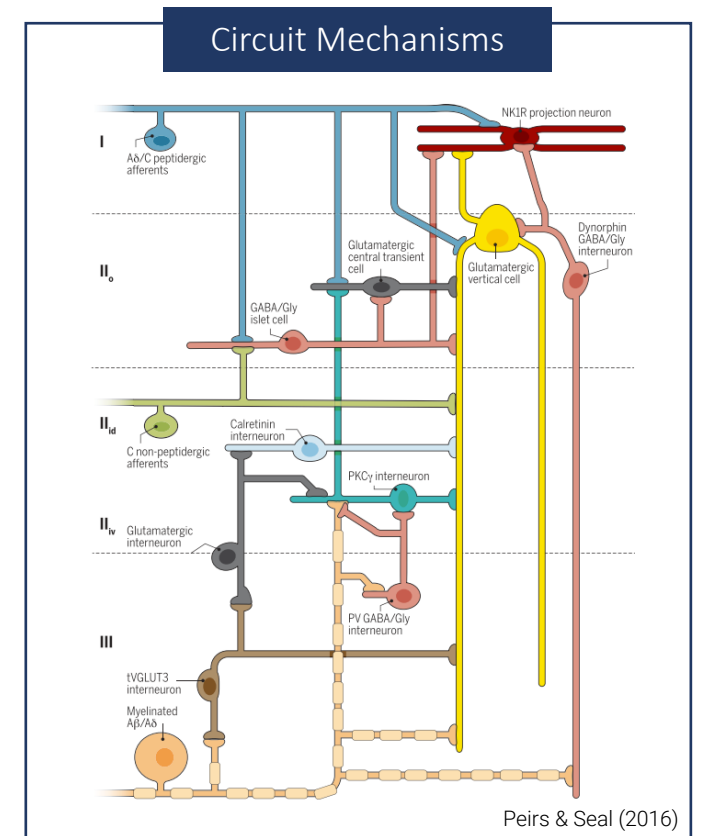 Circuit Mechanisms
NK1R projection neuron
I
Aδ/C peptidergic
afferents
Dynorphin
GABA/Gly
interneuron
Glutamatergic
central transient
cell
Glutamatergic
vertical cell
IIo
GABA/Gly
islet cell
IIid
Calretinin
interneuron
C non-peptidergic
afferents
PKCγ interneuron
IIiv
Glutamatergic
interneuron
PV GABA/Gly
interneuron
III
tVGLUT3
interneuron
Myelinated
Aβ/Aδ
Peirs & Seal (2016)